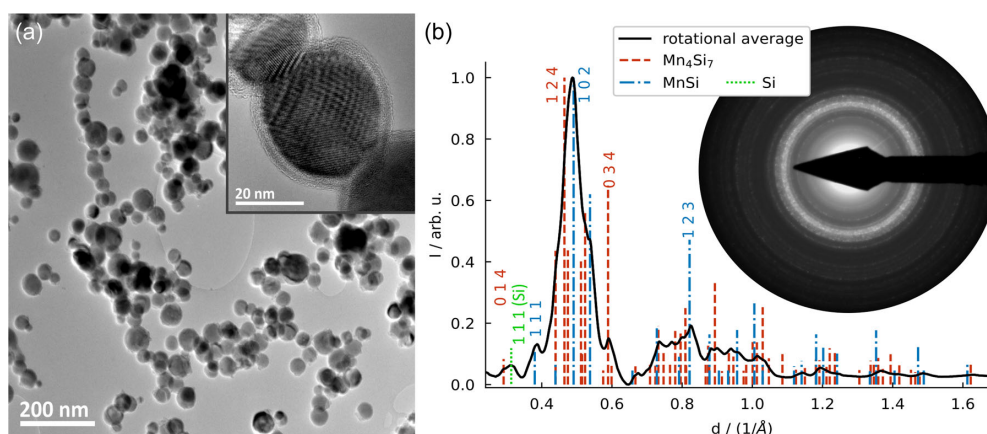 (a)
20 nm
200 nm
(b)
rotational average
Mn₄Si₇
MnSi
Si
I / arb. u.
1.0
0.8
0.6
0.4
0.2
0.0
0 1 4
1 1 1 (Si)
1 1 1
1 2 4
1 0 2
0 3 4
1 2 3
0.4
0.6
0.8
1.0
1.2
1.4
1.6
d / (1/Å)